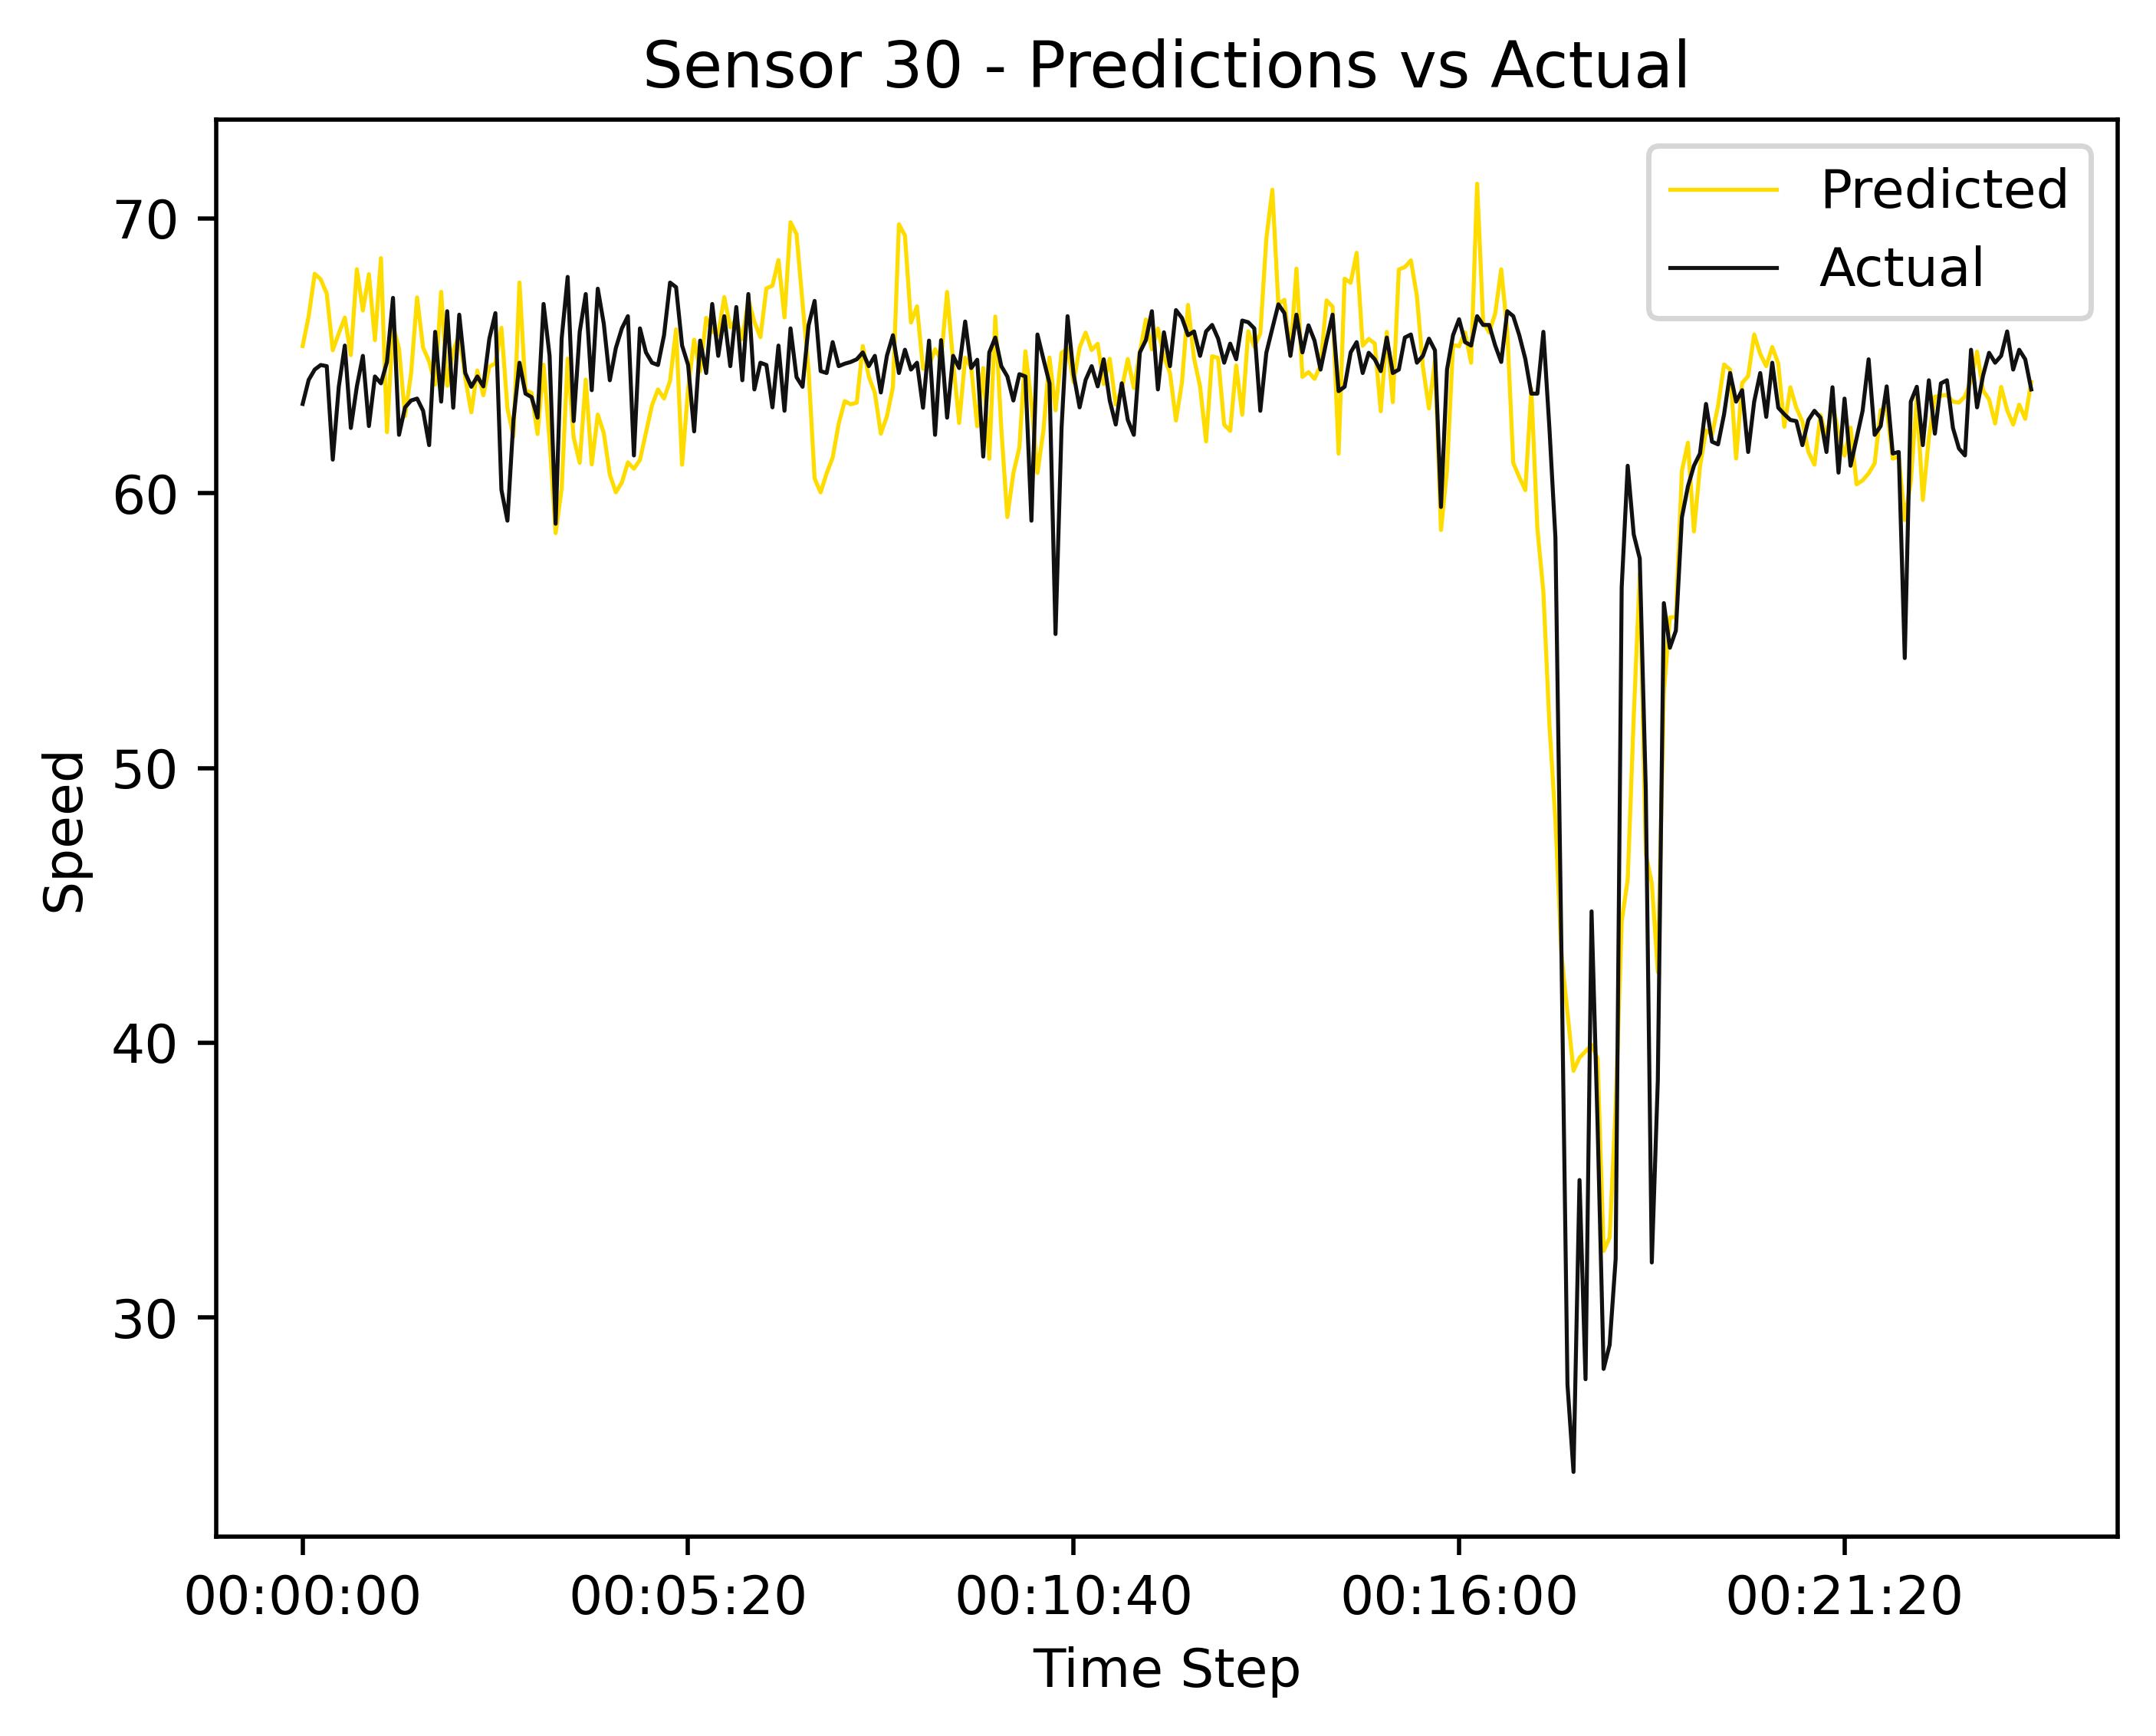 Sensor 30 - Predictions vs Actual
Predicted
Actual
70
60
50
40
30
Speed
00:00:00 00:05:20 00:10:40 00:16:00 00:21:20
Time Step